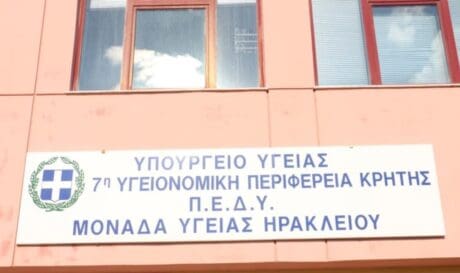 ΥΠΟΥΡΓΕΙΟ ΥΓΕΙΑΣ
7η ΥΓΕΙΟΝΟΜΙΚΗ ΠΕΡΙΦΕΡΕΙΑ ΚΡΗΤΗΣ
Π.Ε.Δ.Υ.
ΜΟΝΑΔΑ ΥΓΕΙΑΣ ΗΡΑΚΛΕΙΟΥ